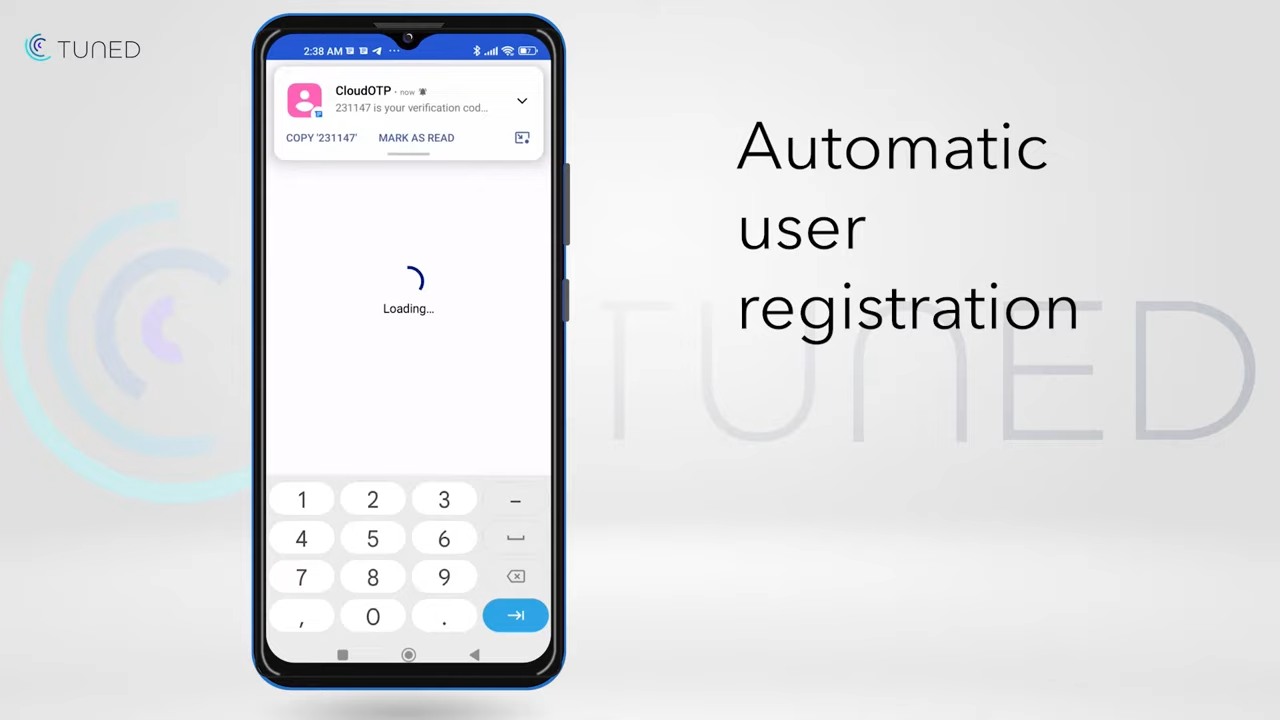 TUNED
2:38 AM
CloudOTP • now
231147 is your verification cod...
COPY '231147'
MARK AS READ
Loading...
1 2 3 –
4 5 6
7 8 9
, 0 .
Automatic
user
registration
TUNED